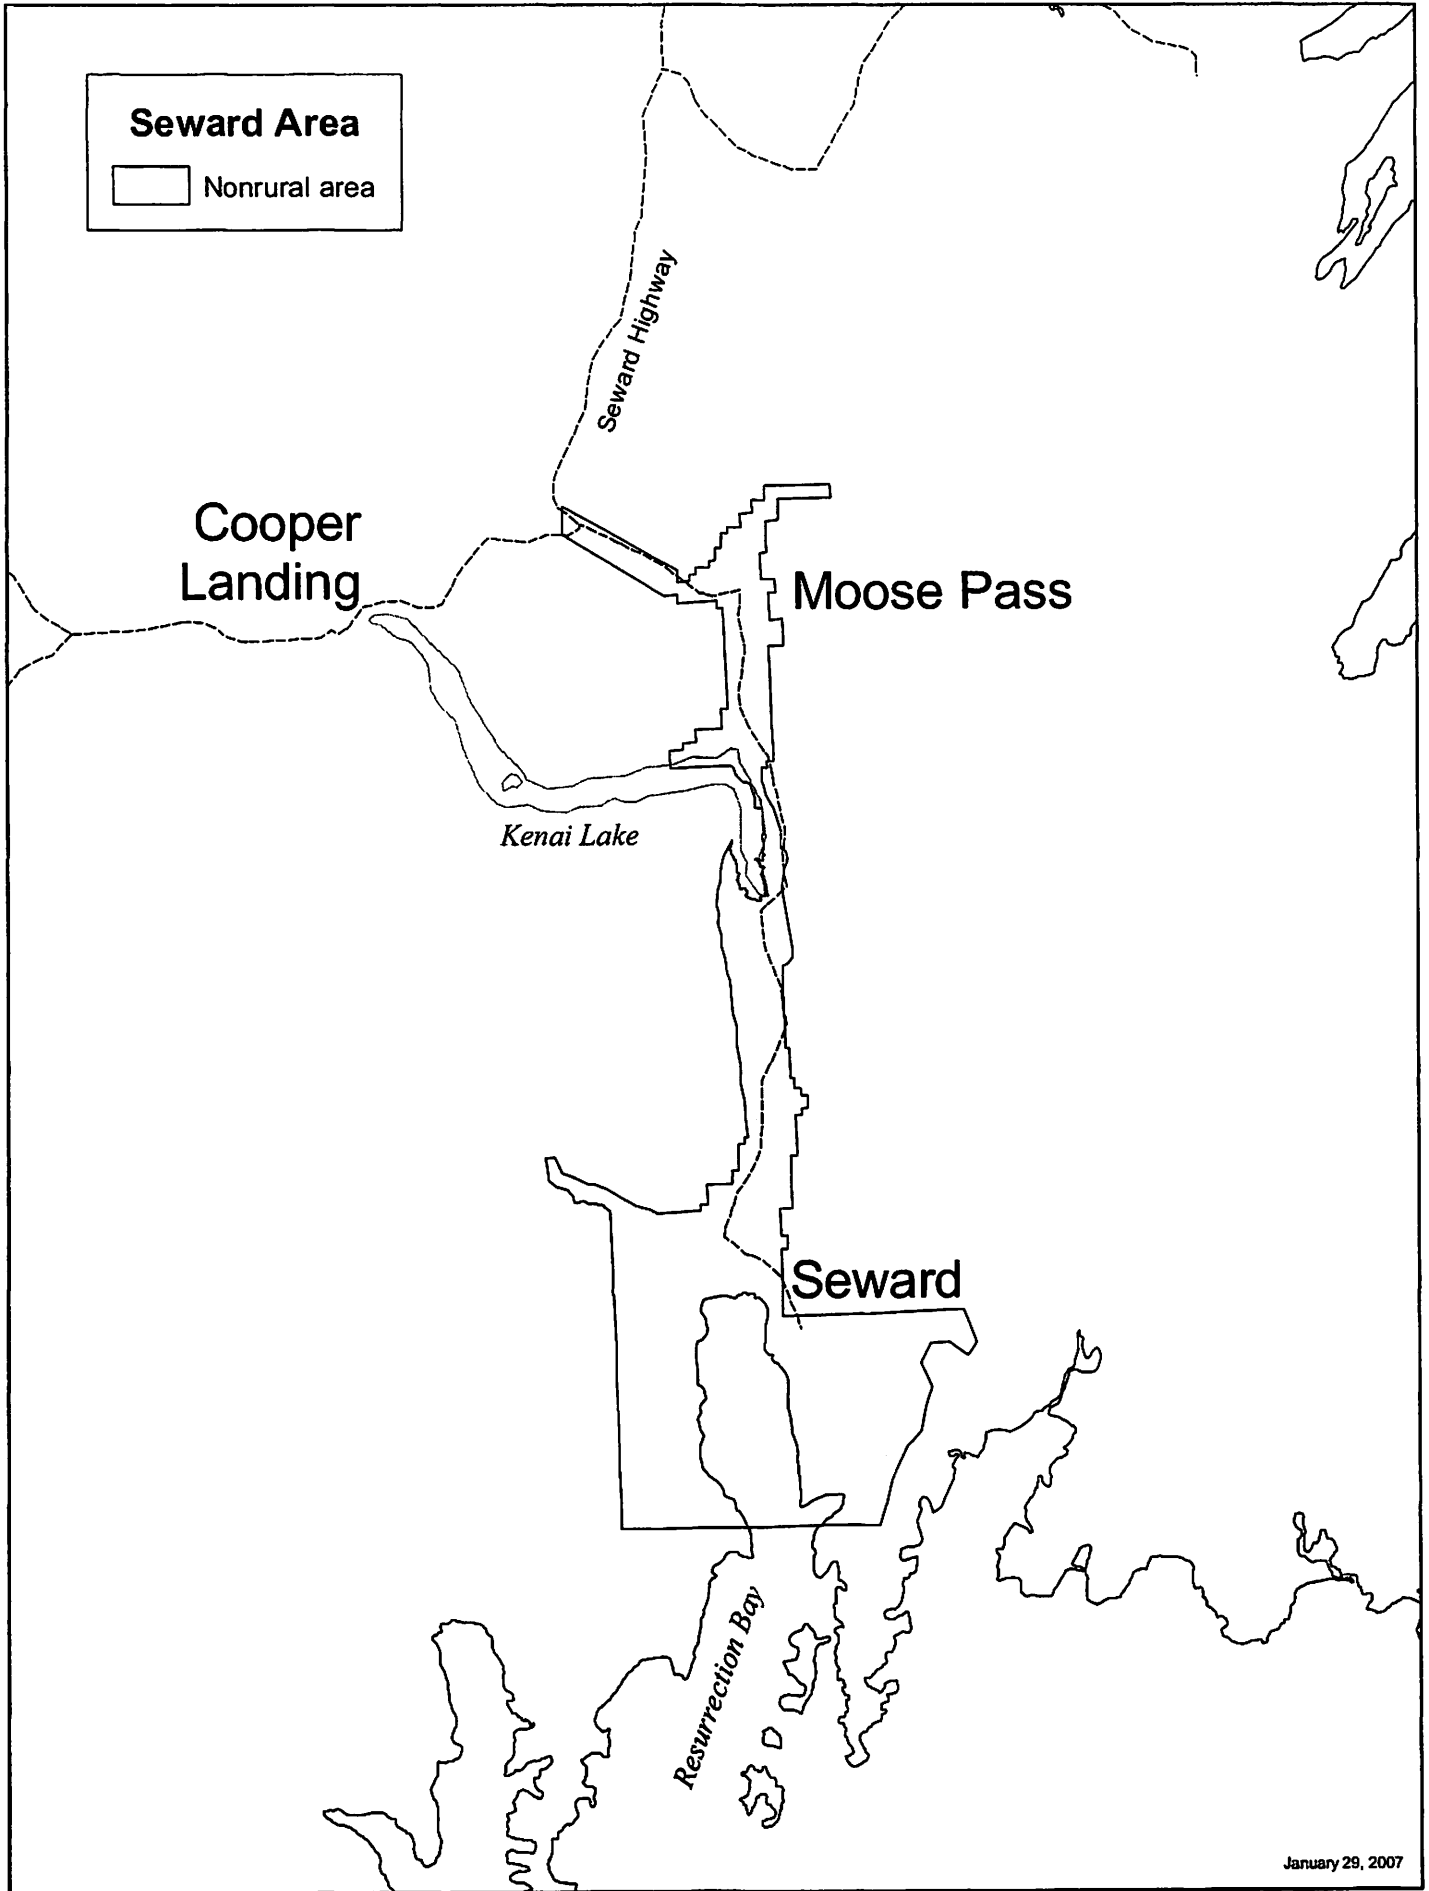 Seward Area
Nonrural area
Seward Highway
Cooper
Landing
Moose Pass
Kenai Lake
Seward
Resurrection Bay
January 29, 2007